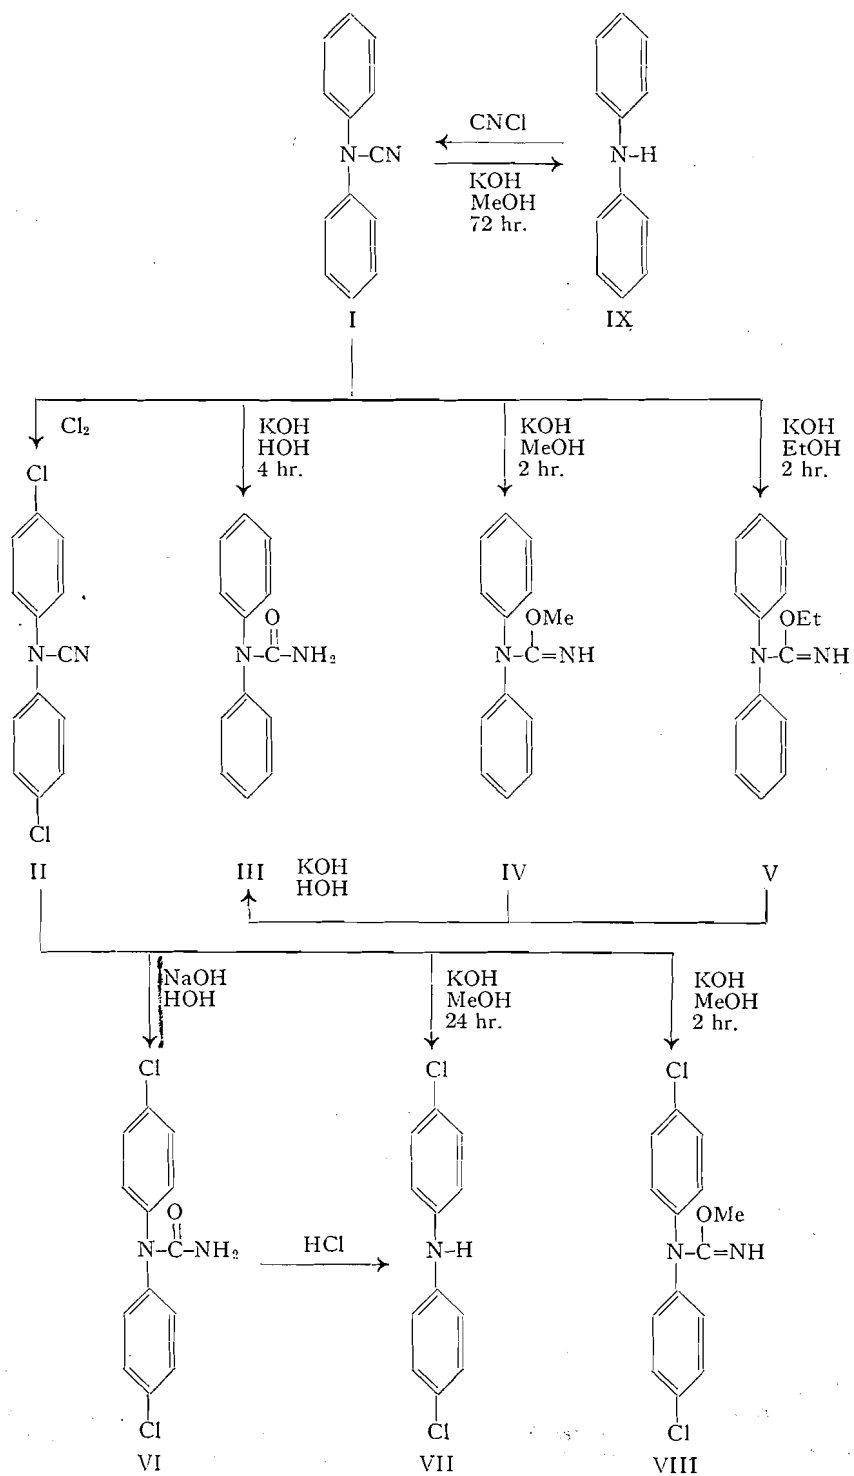 CNCl
N-CN
N-H
KOH
MeOH
72 hr.
I
IX
Cl₂
KOH
HOH
4 hr.
KOH
MeOH
2 hr.
KOH
EtOH
2 hr.
Cl
N-CN
Cl
O
N-C-NH₂
OMe
N-C=NH
OEt
N-C=NH
II
III
KOH
HOH
IV
V
NaOH
HOH
KOH
MeOH
24 hr.
KOH
MeOH
2 hr.
Cl
O
N-C-NH₂
Cl
HCl
Cl
N-H
Cl
Cl
OMe
N-C=NH
Cl
VI
VII
VIII